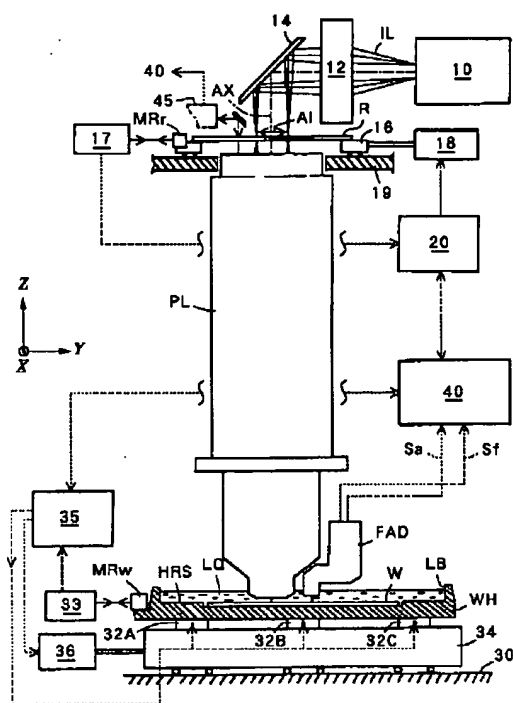 14
IL
12
10
40
AX
45
AI
MRr
R
16
17
18
19
20
Z
Y
X
PL
40
Sa
Sf
35
FAD
MRw
HRS
LQ
W
LB
WH
33
32A
32B
32C
34
36
30